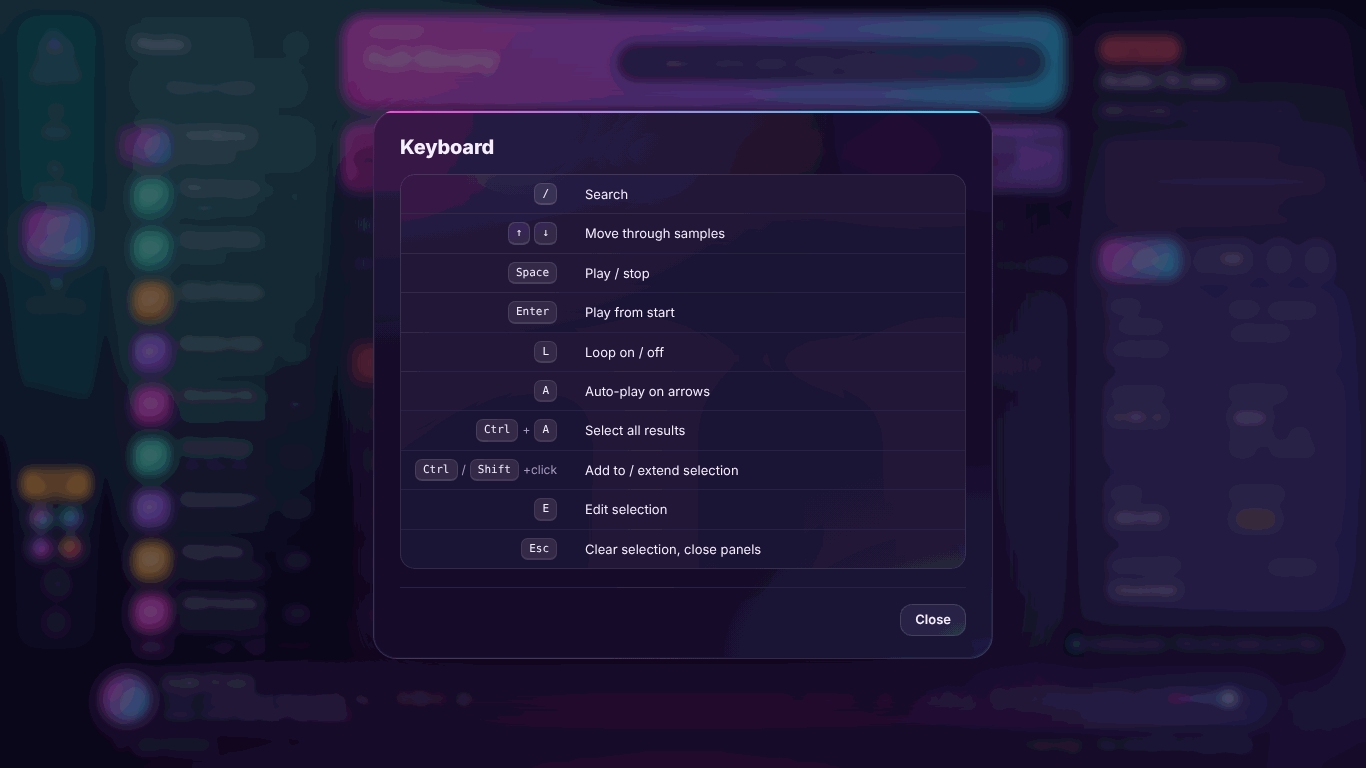 Keyboard
/ Search
↑ ↓ Move through samples
Space Play / stop
Enter Play from start
L Loop on / off
A Auto-play on arrows
Ctrl + A Select all results
Ctrl / Shift +click Add to / extend selection
E Edit selection
Esc Clear selection, close panels
Close